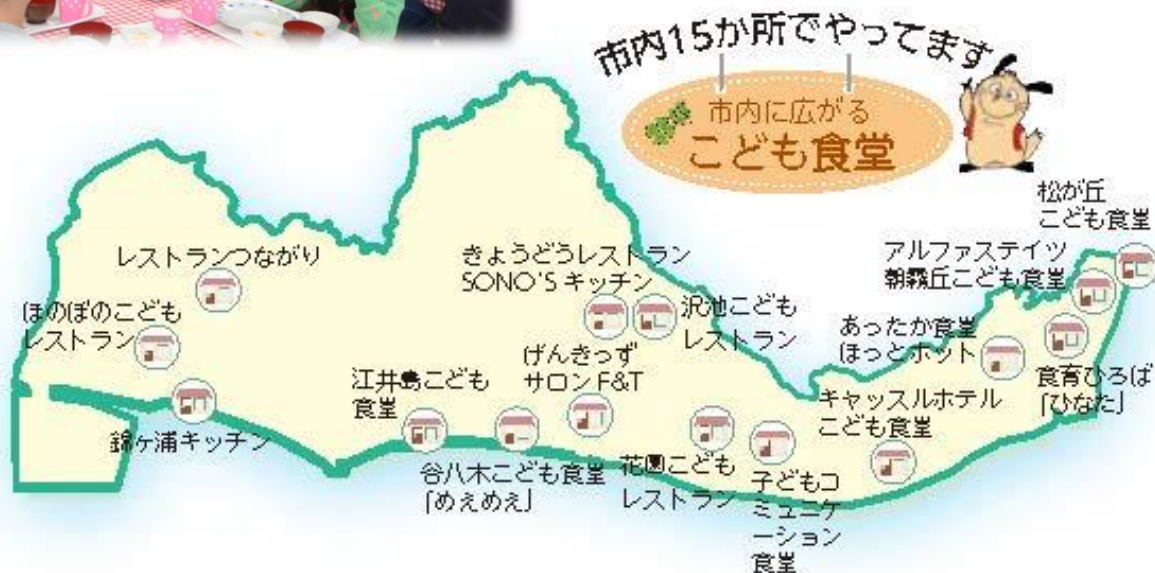 市内15か所でやってます!
市内に広がる
こども食堂
松が丘
こども食堂
アルファステイツ
朝霧丘こども食堂
レストランつながり
きょうどうレストラン
SONO'S キッチン
沢池こども
レストラン
ほのぼのこども
レストラン
あったか食堂
ほっとホット
げんきっず
サロン F&T
江井島こども
食堂
食育ひろば
「ひなた」
キャッスルホテル
こども食堂
錦ヶ浦キッチン
谷八木こども食堂
「めえめえ」
花園こども
レストラン
子どもコ
ミュニケ
ーション
食堂